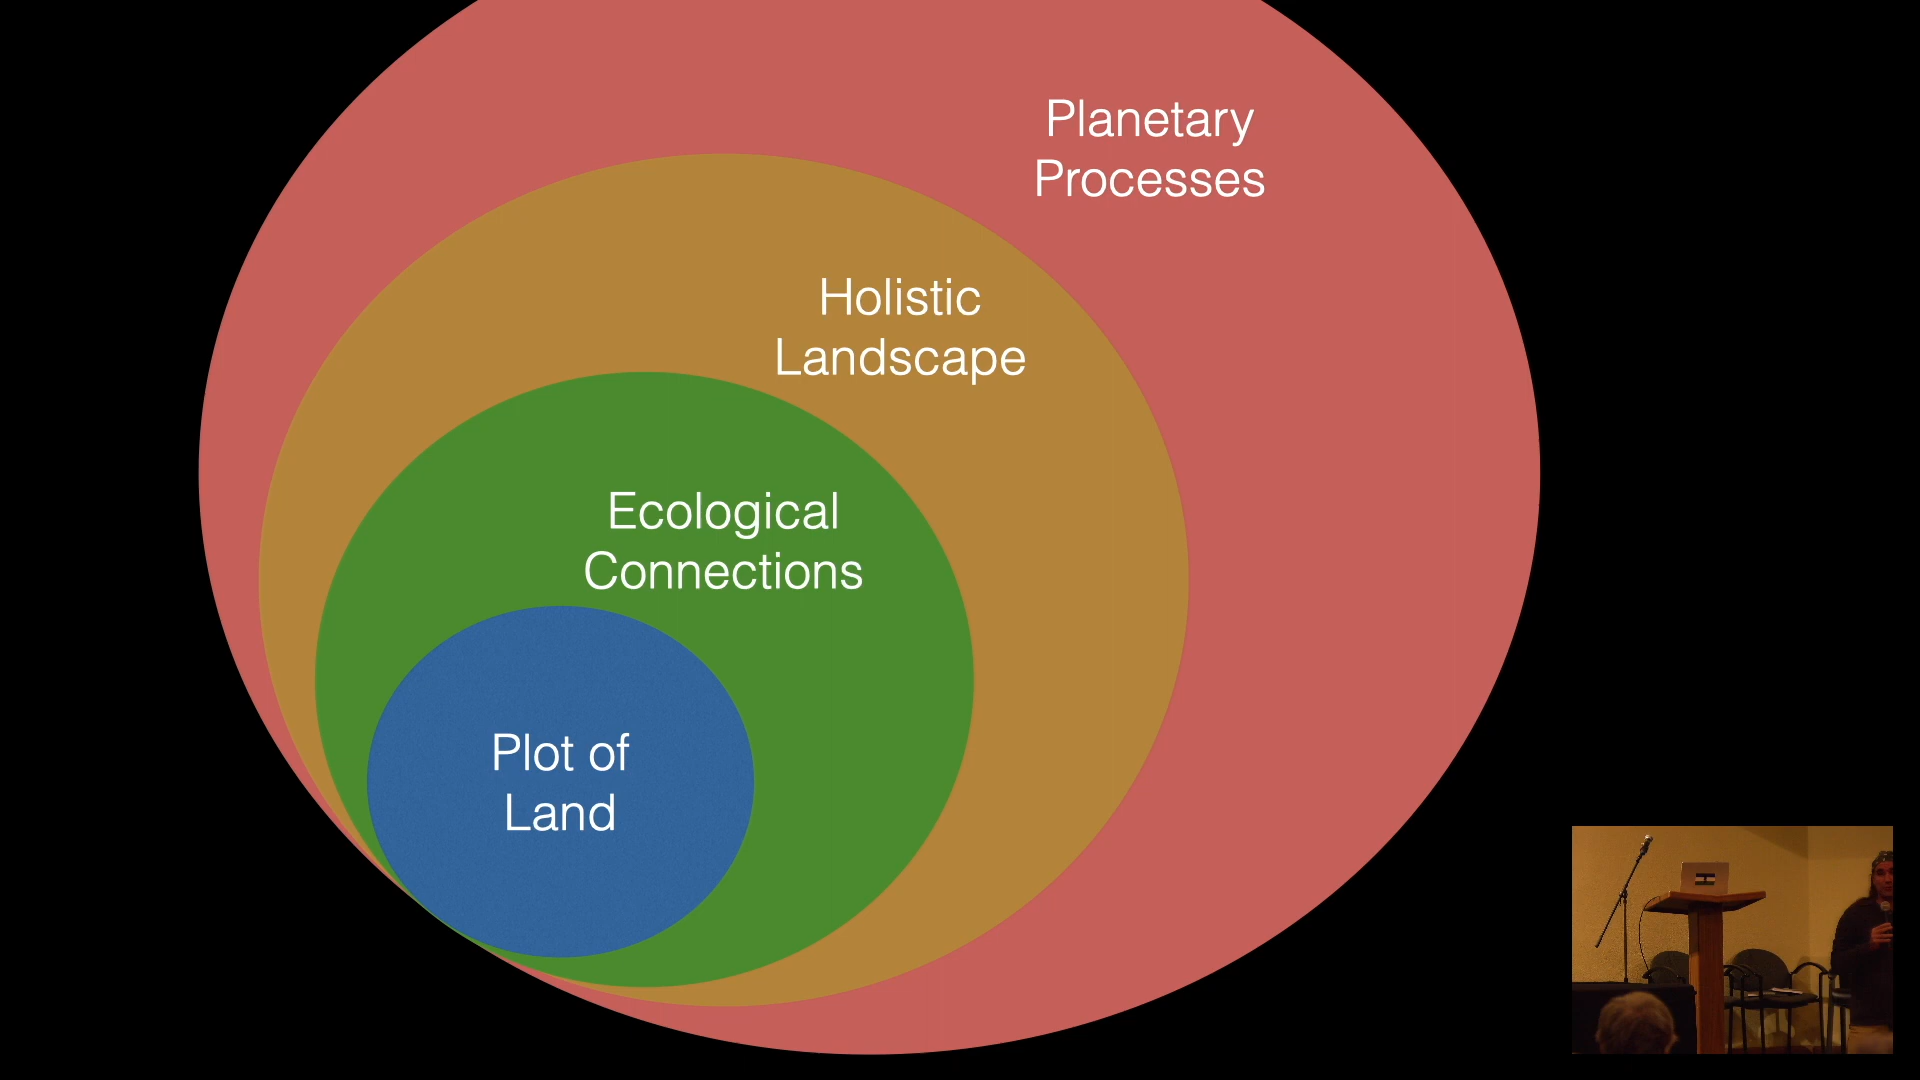 Planetary
Processes
Holistic
Landscape
Ecological
Connections
Plot of
Land